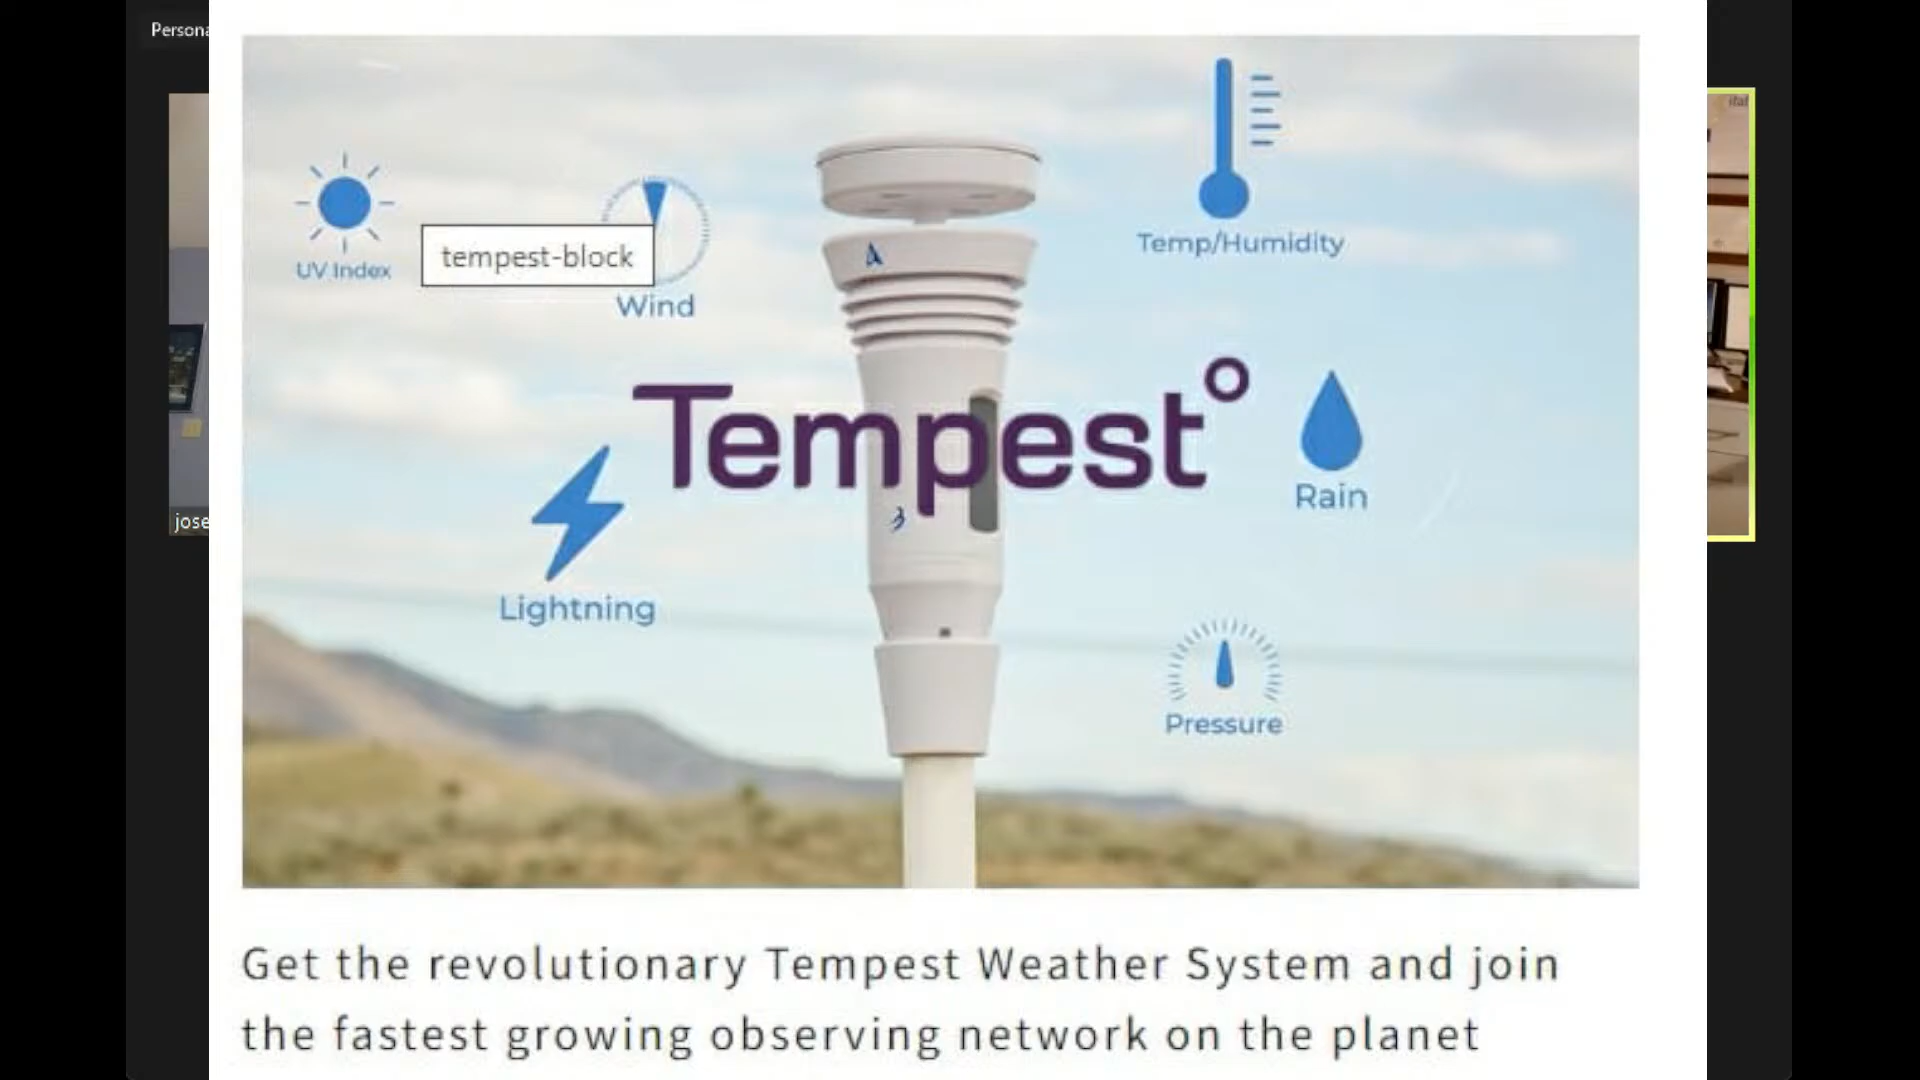 Persona
Temp/Humidity
UV Index
tempest-block
Wind
Tempest°
Rain
Lightning
Pressure
jose
Get the revolutionary Tempest Weather System and join
the fastest growing observing network on the planet